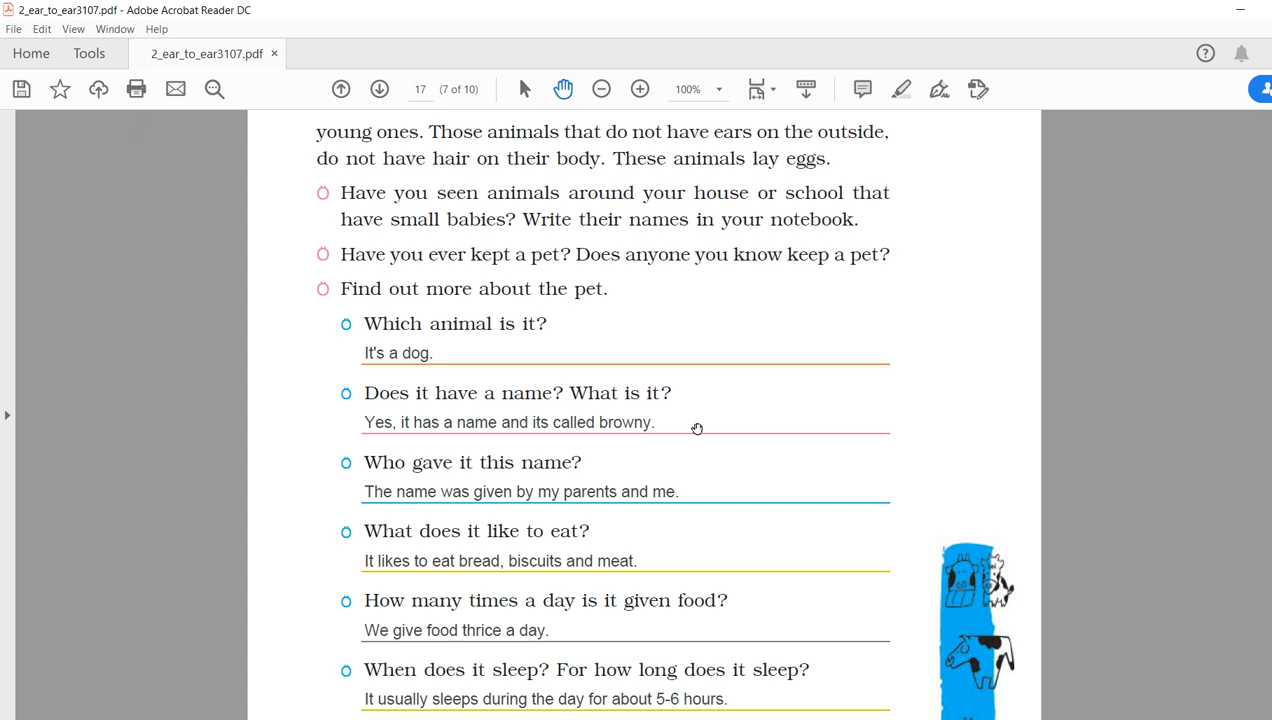 2_ear_to_ear3107.pdf - Adobe Acrobat Reader DC
File Edit View Window Help
Home Tools 2_ear_to_ear3107.pdf ×
17 (7 of 10) 100%
young ones. Those animals that do not have ears on the outside,
do not have hair on their body. These animals lay eggs.
Have you seen animals around your house or school that
have small babies? Write their names in your notebook.
Have you ever kept a pet? Does anyone you know keep a pet?
Find out more about the pet.
Which animal is it?
It's a dog.
Does it have a name? What is it?
Yes, it has a name and its called browny.
Who gave it this name?
The name was given by my parents and me.
What does it like to eat?
It likes to eat bread, biscuits and meat.
How many times a day is it given food?
We give food thrice a day.
When does it sleep? For how long does it sleep?
It usually sleeps during the day for about 5-6 hours.